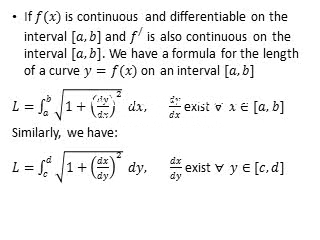 • If f(x) is continuous and differentiable on the
interval [a, b] and f′ is also continuous on the
interval [a, b]. We have a formula for the length
of a curve y = f(x) on an interval [a, b]
L = ∫ₐᵇ √(1 + (dy/dx)²) dx, dy/dx exist ∀ x ∈ [a, b]
Similarly, we have:
L = ∫_c^d √(1 + (dx/dy)²) dy, dx/dy exist ∀ y ∈ [c, d]